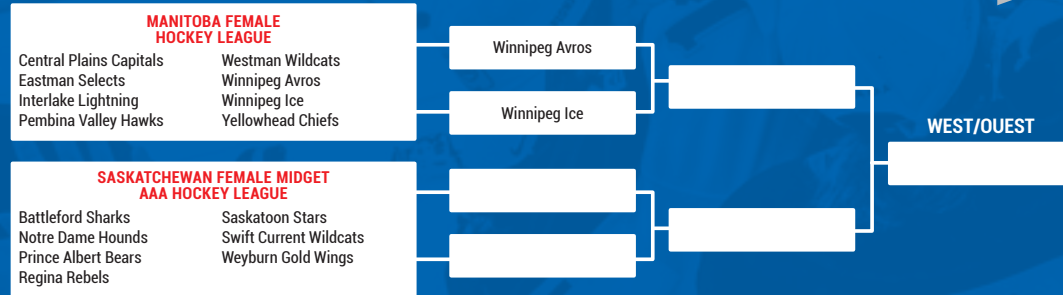 MANITOBA FEMALE
HOCKEY LEAGUE
Central Plains Capitals
Eastman Selects
Interlake Lightning
Pembina Valley Hawks
Westman Wildcats
Winnipeg Avros
Winnipeg Ice
Yellowhead Chiefs
Winnipeg Avros
Winnipeg Ice
WEST/OUEST
SASKATCHEWAN FEMALE MIDGET
AAA HOCKEY LEAGUE
Battleford Sharks
Notre Dame Hounds
Prince Albert Bears
Regina Rebels
Saskatoon Stars
Swift Current Wildcats
Weyburn Gold Wings